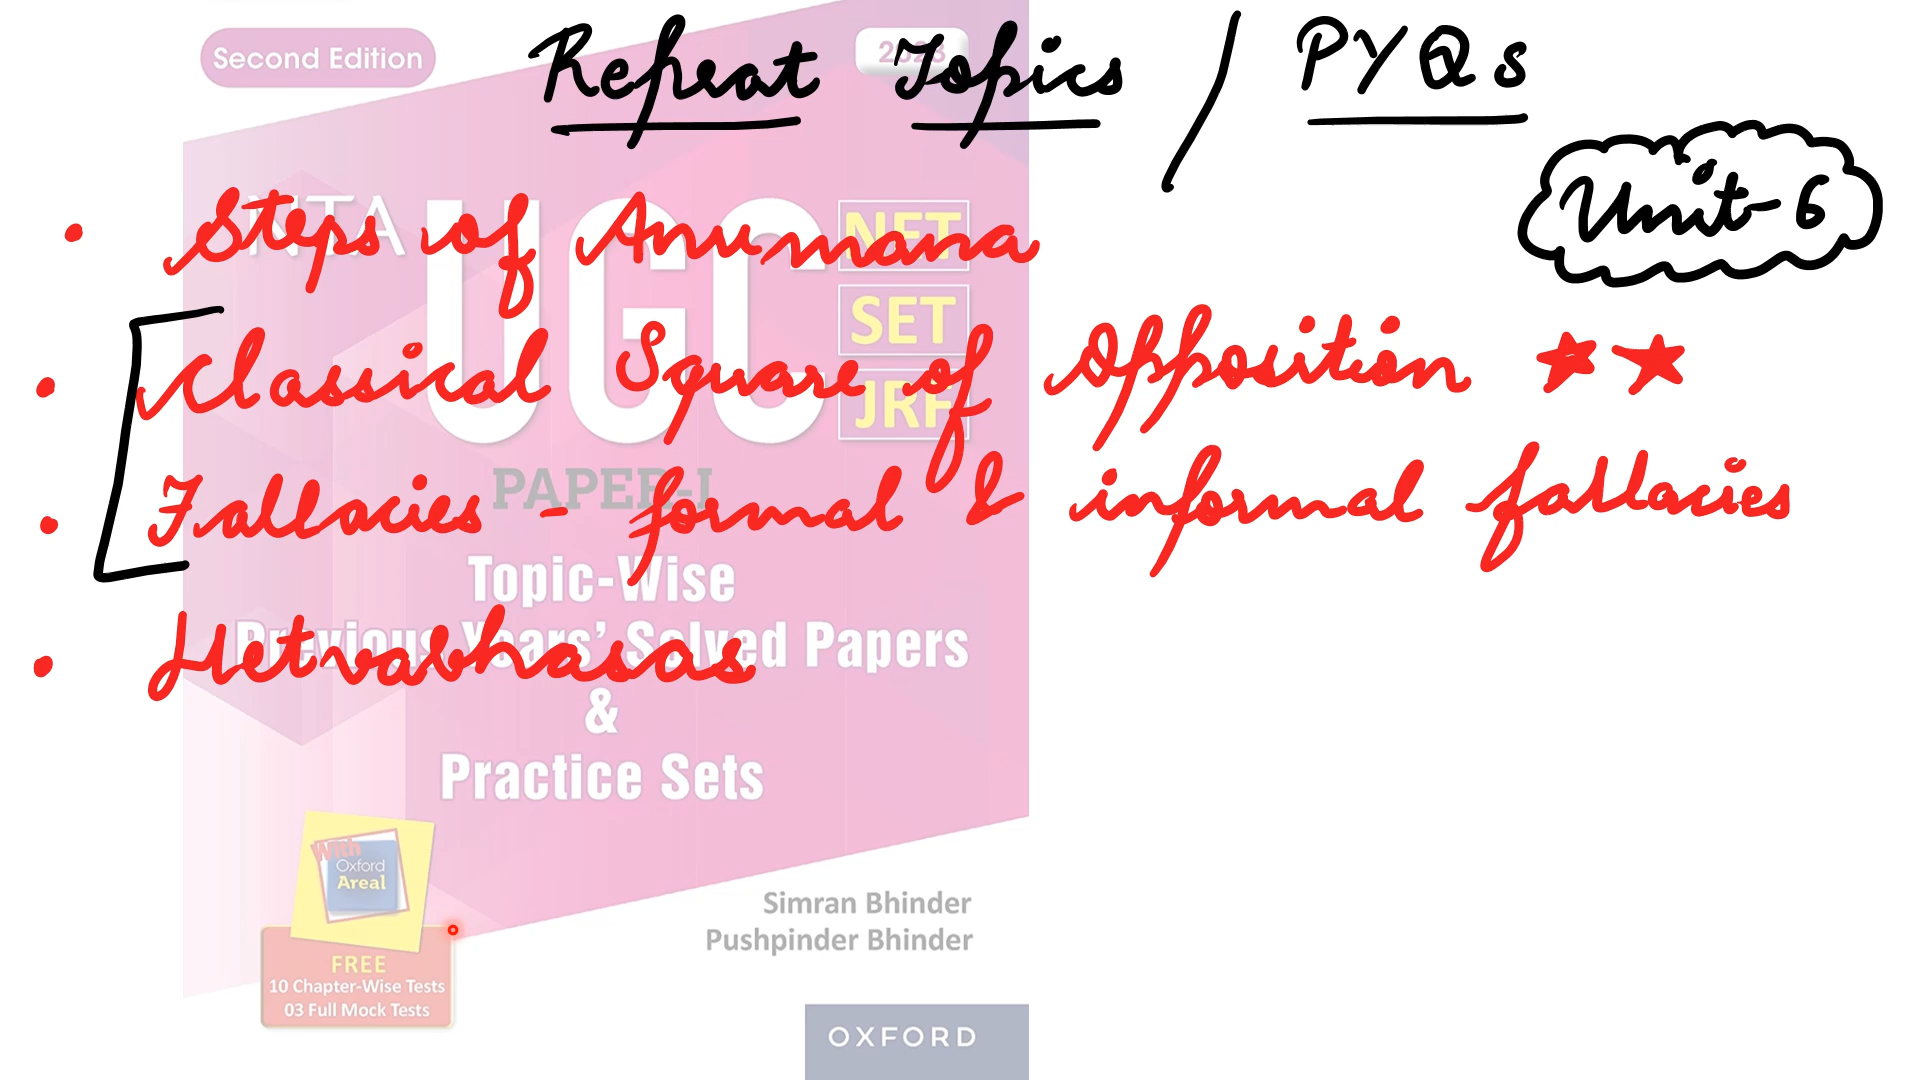 Repeat Topics / PYQs
Second Edition
2023
Unit-6
NTA UGC NET
SET
JRF
• Steps of Anumana
• Classical Square of Opposition ★★
PAPER-I
• Fallacies - formal & informal fallacies
Topic-Wise
Previous Years’ Solved Papers
• Hetvabhasas
&
Practice Sets
With
Oxford
Areal
FREE
10 Chapter-Wise Tests
03 Full Mock Tests
Simran Bhinder
Pushpinder Bhinder
OXFORD